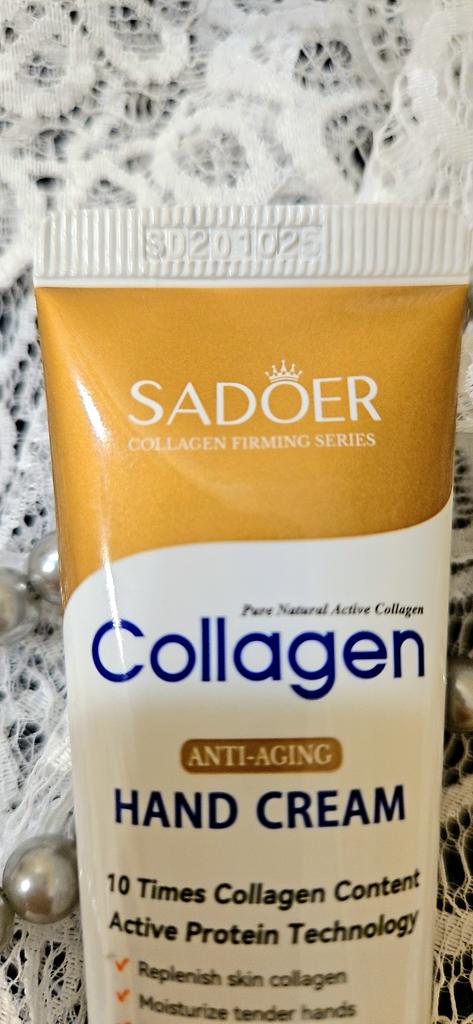 SD201025
SADOER
COLLAGEN FIRMING SERIES
Pure Natural Active Collagen
Collagen
ANTI-AGING
HAND CREAM
10 Times Collagen Content
Active Protein Technology
Replenish skin collagen
Moisturize tender hands